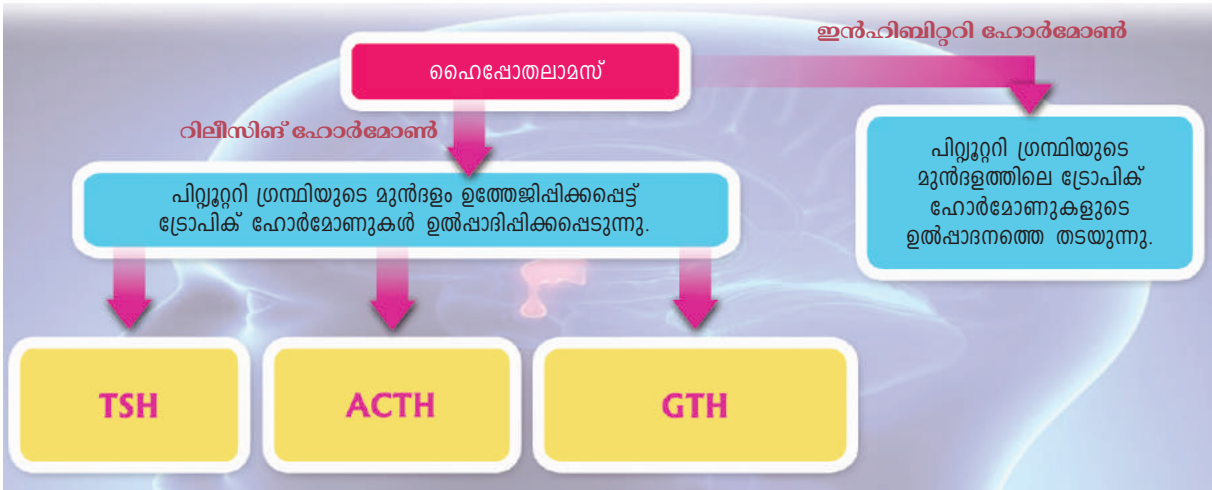 ഇൻഹിബിറ്ററി ഹോർമോൺ
ഹൈപ്പോതലാമസ്
റിലീസിങ് ഹോർമോൺ
പിറ്റ്യൂറ്ററി ഗ്രന്ഥിയുടെ മുൻദളം ഉത്തേജിപ്പിക്കപ്പെട്ട്
ട്രോപിക് ഹോർമോണുകൾ ഉൽപ്പാദിപ്പിക്കപ്പെടുന്നു.
പിറ്റ്യൂറ്ററി ഗ്രന്ഥിയുടെ
മുൻദളത്തിലെ ട്രോപിക്
ഹോർമോണുകളുടെ
ഉൽപ്പാദനത്തെ തടയുന്നു.
TSH
ACTH
GTH